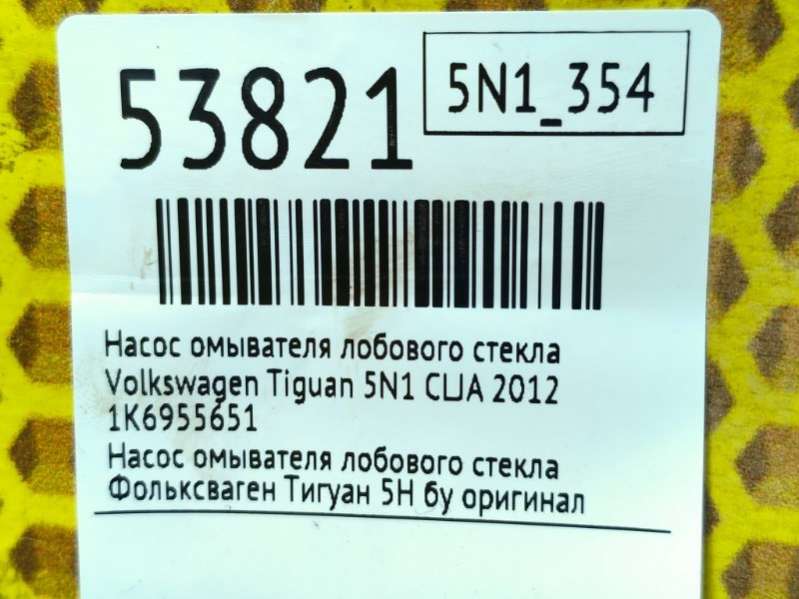 53821
5N1_354
Насос омывателя лобового стекла
Volkswagen Tiguan 5N1 США 2012
1K6955651
Насос омывателя лобового стекла
Фольксваген Тигуан 5Н бу оригинал